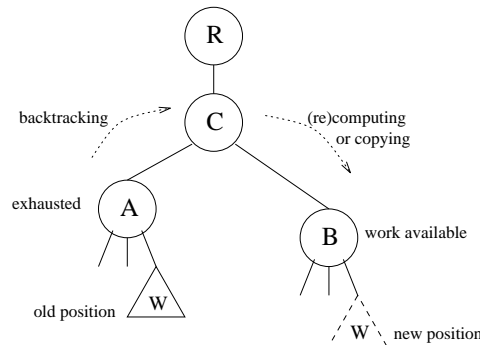 R
backtracking
C
(re)computing
or copying
exhausted
A
B
work available
old position
W
W
new position